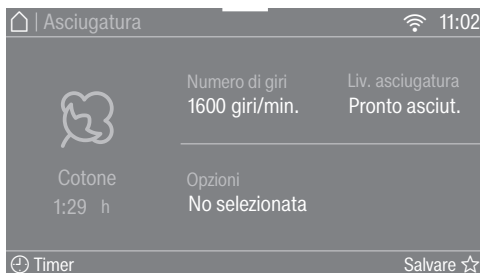 | Asciugatura 11:02
Numero di giri Liv. asciugatura
1600 giri/min. Pronto asciut.
Cotone
1:29 h
Opzioni
No selezionata
Timer Salvare